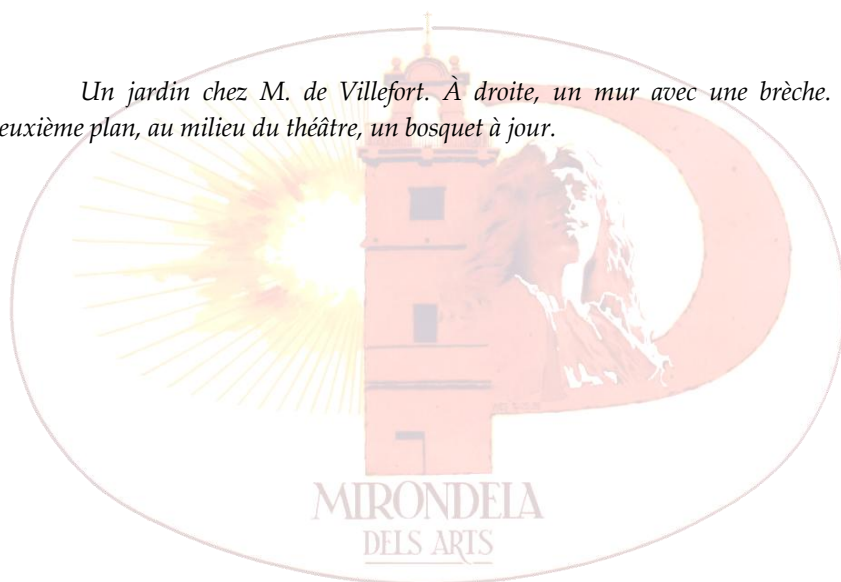 Un jardin chez M. de Villefort. À droite, un mur avec une brèche.
euxième plan, au milieu du théâtre, un bosquet à jour.
MIRONDELA
DELS ARTS